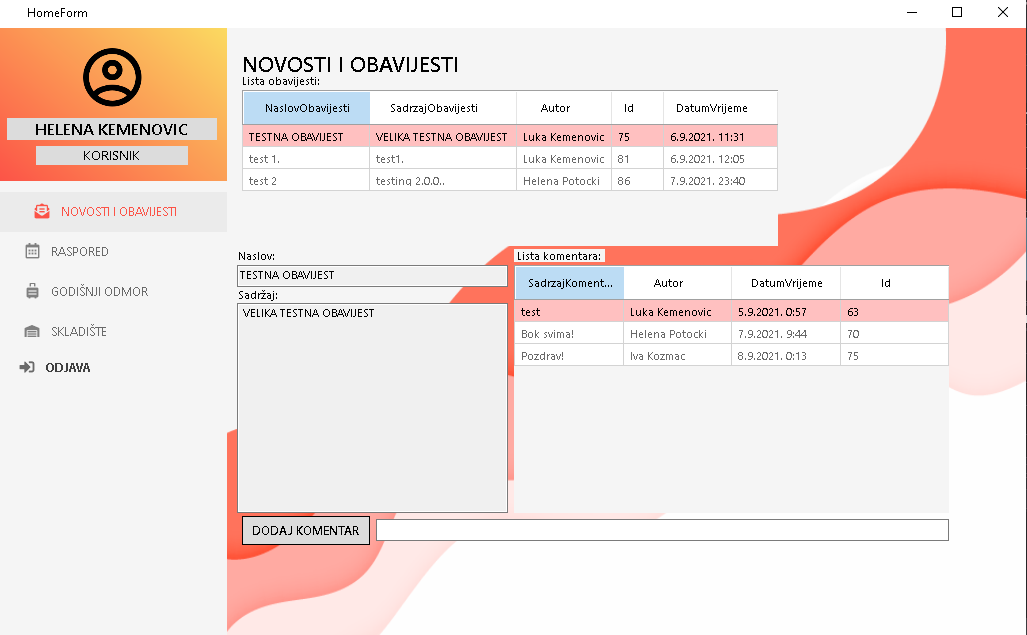 HomeForm
HELENA KEMENOVIC
KORISNIK
NOVOSTI I OBAVIJESTI
RASPORED
GODIŠNJI ODMOR
SKLADIŠTE
ODJAVA
NOVOSTI I OBAVIJESTI
Lista obavijesti:
NaslovObavijesti SadrzajObavijesti Autor Id DatumVrijeme
TESTNA OBAVIJEST VELIKA TESTNA OBAVIJEST Luka Kemenovic 75 6.9.2021. 11:31
test 1. test1. Luka Kemenovic 81 6.9.2021. 12:05
test 2 testing 2.0.0.. Helena Potocki 86 7.9.2021. 23:40
Naslov:
TESTNA OBAVIJEST
Sadržaj:
VELIKA TESTNA OBAVIJEST
Lista komentara:
SadrzajKoment... Autor DatumVrijeme Id
test Luka Kemenovic 5.9.2021. 0:57 63
Bok svima! Helena Potocki 7.9.2021. 9:44 70
Pozdrav! Iva Kozmac 8.9.2021. 0:13 75
DODAJ KOMENTAR